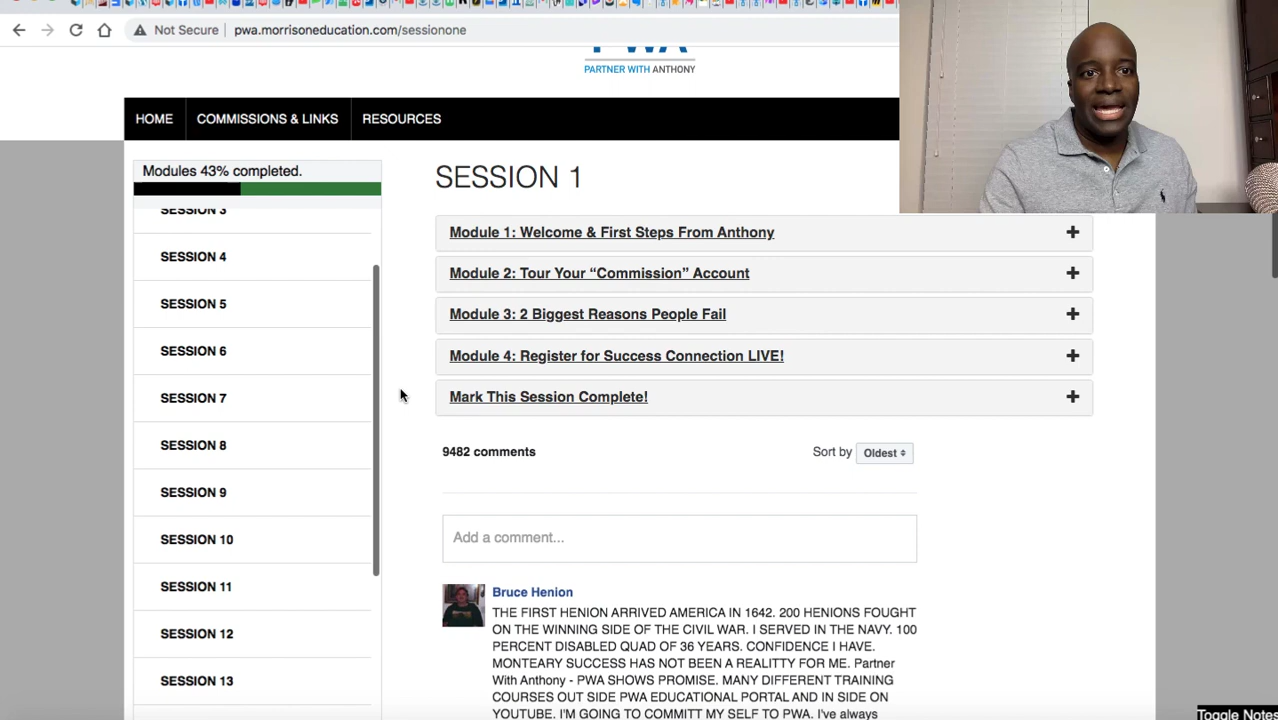 Not Secure pwa.morrisoneducation.com/sessionone
PWA
PARTNER WITH ANTHONY
HOME COMMISSIONS & LINKS RESOURCES
Modules 43% completed.
SESSION 3
SESSION 4
SESSION 5
SESSION 6
SESSION 7
SESSION 8
SESSION 9
SESSION 10
SESSION 11
SESSION 12
SESSION 13
SESSION 1
Module 1: Welcome & First Steps From Anthony
Module 2: Tour Your “Commission” Account
Module 3: 2 Biggest Reasons People Fail
Module 4: Register for Success Connection LIVE!
Mark This Session Complete!
9482 comments
Sort by Oldest
Add a comment...
Bruce Henion
THE FIRST HENION ARRIVED AMERICA IN 1642. 200 HENIONS FOUGHT
ON THE WINNING SIDE OF THE CIVIL WAR. I SERVED IN THE NAVY. 100
PERCENT DISABLED QUAD OF 36 YEARS. CONFIDENCE I HAVE.
MONTEARY SUCCESS HAS NOT BEEN A REALITTY FOR ME. Partner
With Anthony - PWA SHOWS PROMISE. MANY DIFFERENT TRAINING
COURSES OUT SIDE PWA EDUCATIONAL PORTAL AND IN SIDE ON
YOUTUBE. I'M GOING TO COMMITT MY SELF TO PWA. I've always
Toggle Notes